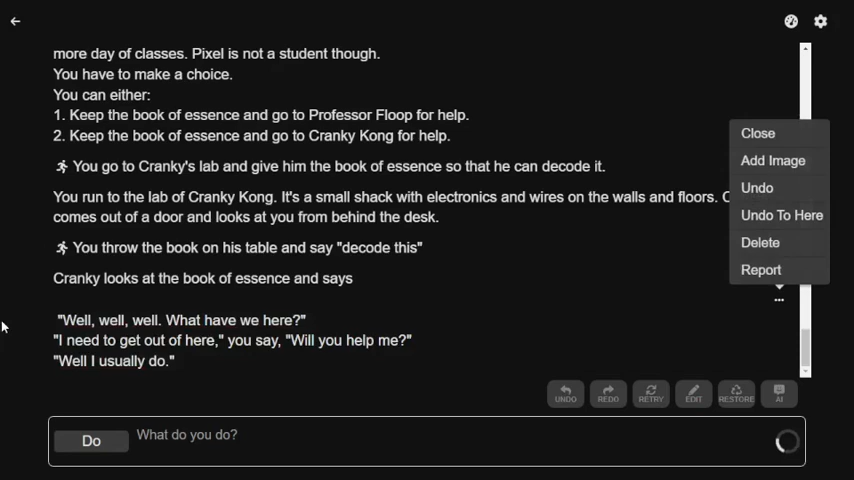 more day of classes. Pixel is not a student though.
You have to make a choice.
You can either:
1. Keep the book of essence and go to Professor Floop for help.
2. Keep the book of essence and go to Cranky Kong for help.
You go to Cranky's lab and give him the book of essence so that he can decode it.
You run to the lab of Cranky Kong. It's a small shack with electronics and wires on the walls and floors.
comes out of a door and looks at you from behind the desk.
You throw the book on his table and say "decode this"
Cranky looks at the book of essence and says
"Well, well, well. What have we here?"
"I need to get out of here," you say, "Will you help me?"
"Well I usually do."
Close
Add Image
Undo
Undo To Here
Delete
Report
...
UNDO
REDO
RETRY
EDIT
RESTORE
AI
Do
What do you do?